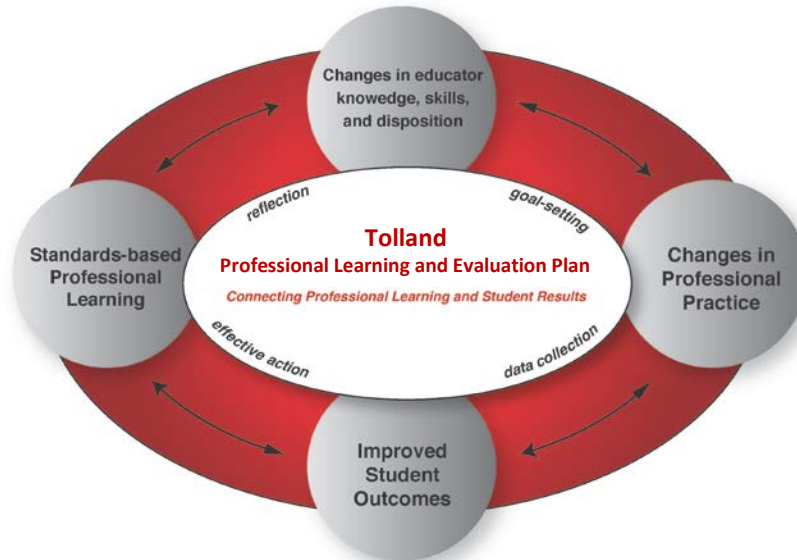 Changes in educator
knowedge, skills,
and disposition
reflection
goal-setting
Tolland
Professional Learning and Evaluation Plan
Connecting Professional Learning and Student Results
Standards-based
Professional
Learning
Changes in
Professional
Practice
effective action
data collection
Improved
Student
Outcomes